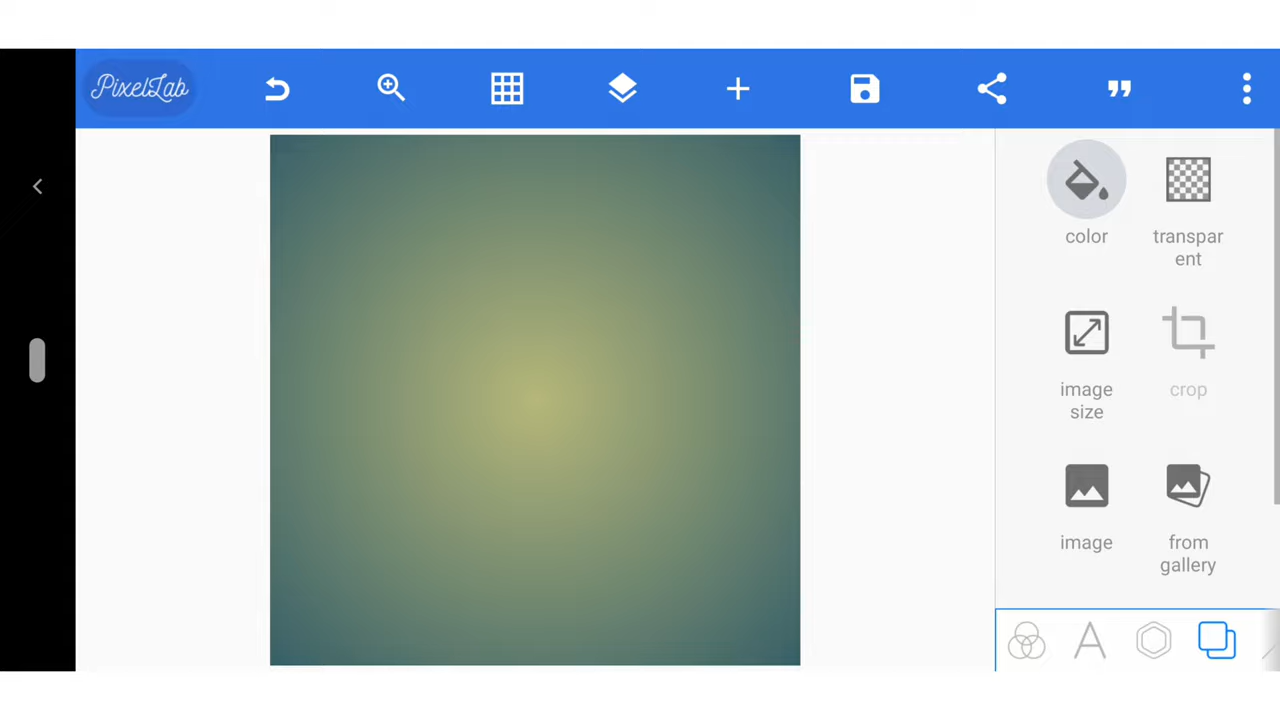 PixelLab
color
transpar
ent
image
size
crop
image
from
gallery